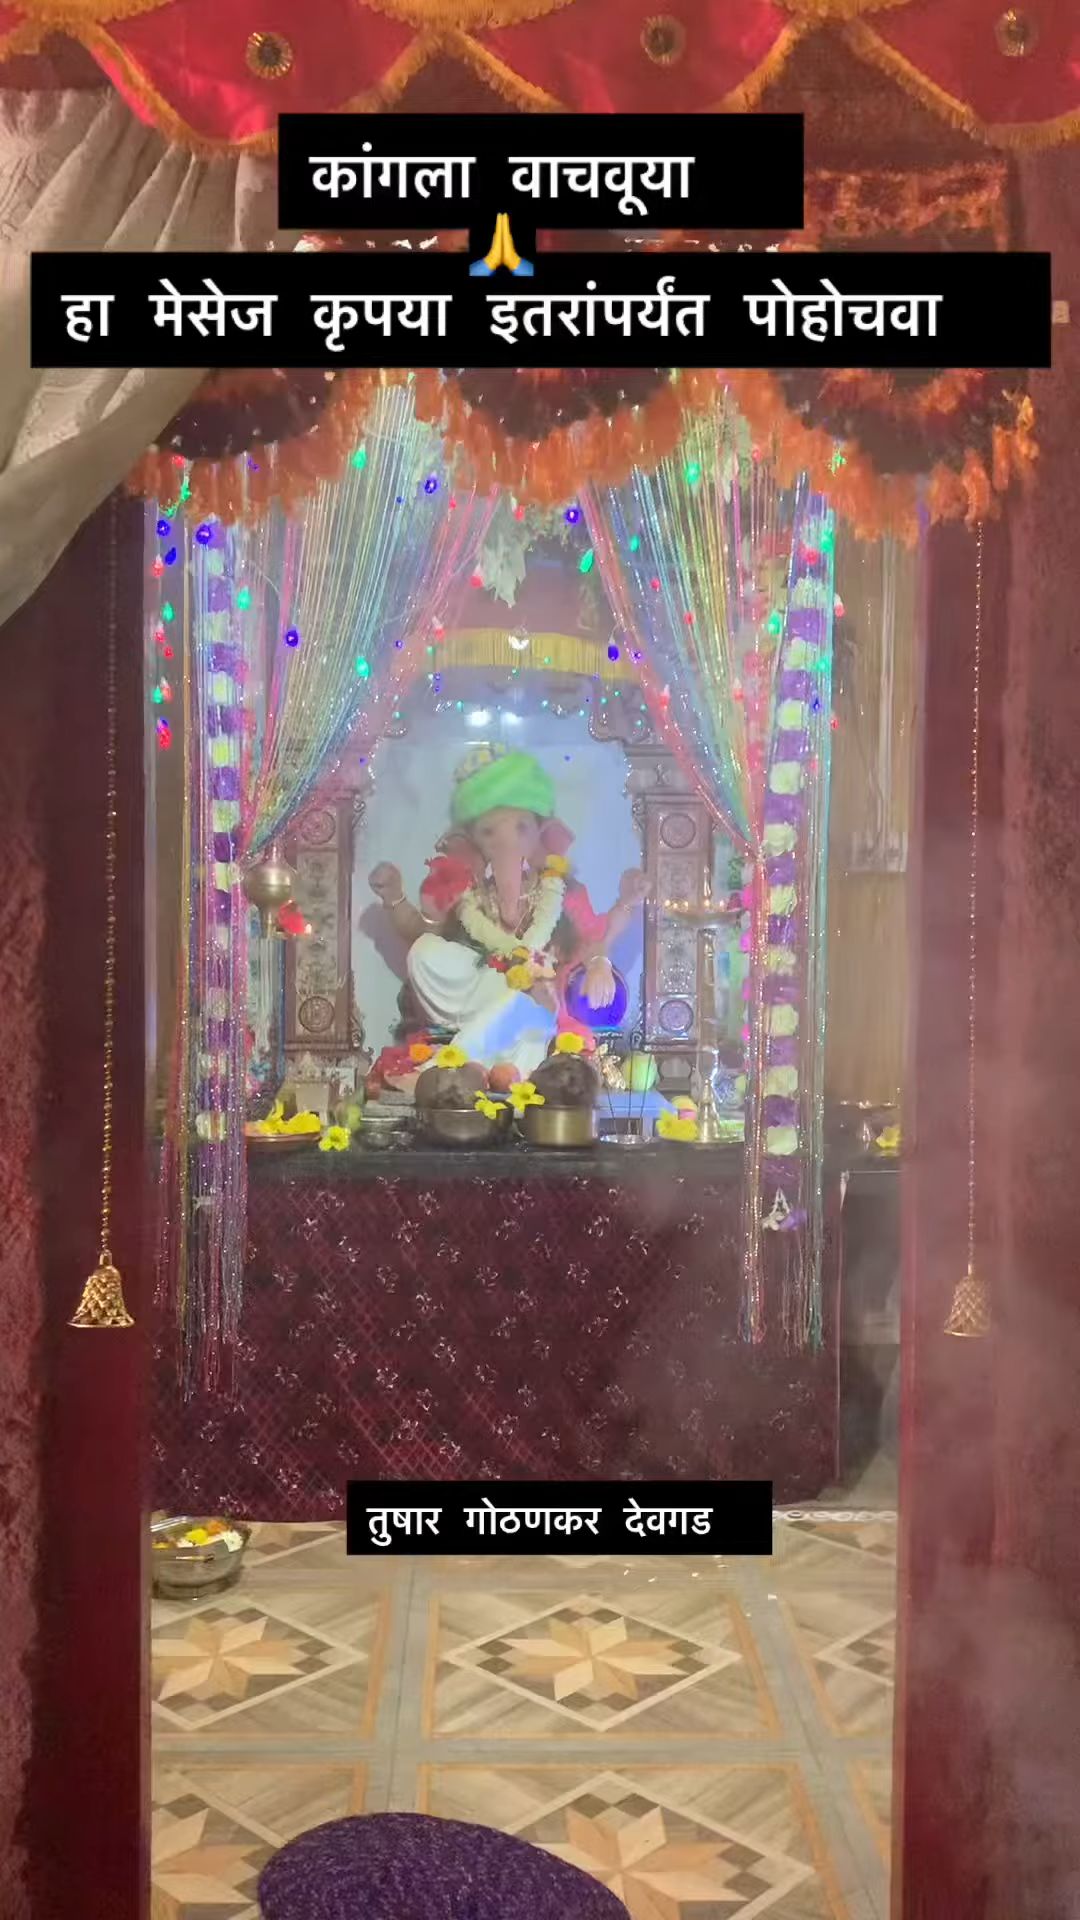 कांगला वाचवूया
🙏
हा मेसेज कृपया इतरांपर्यंत पोहोचवा
तुषार गोठणकर देवगड